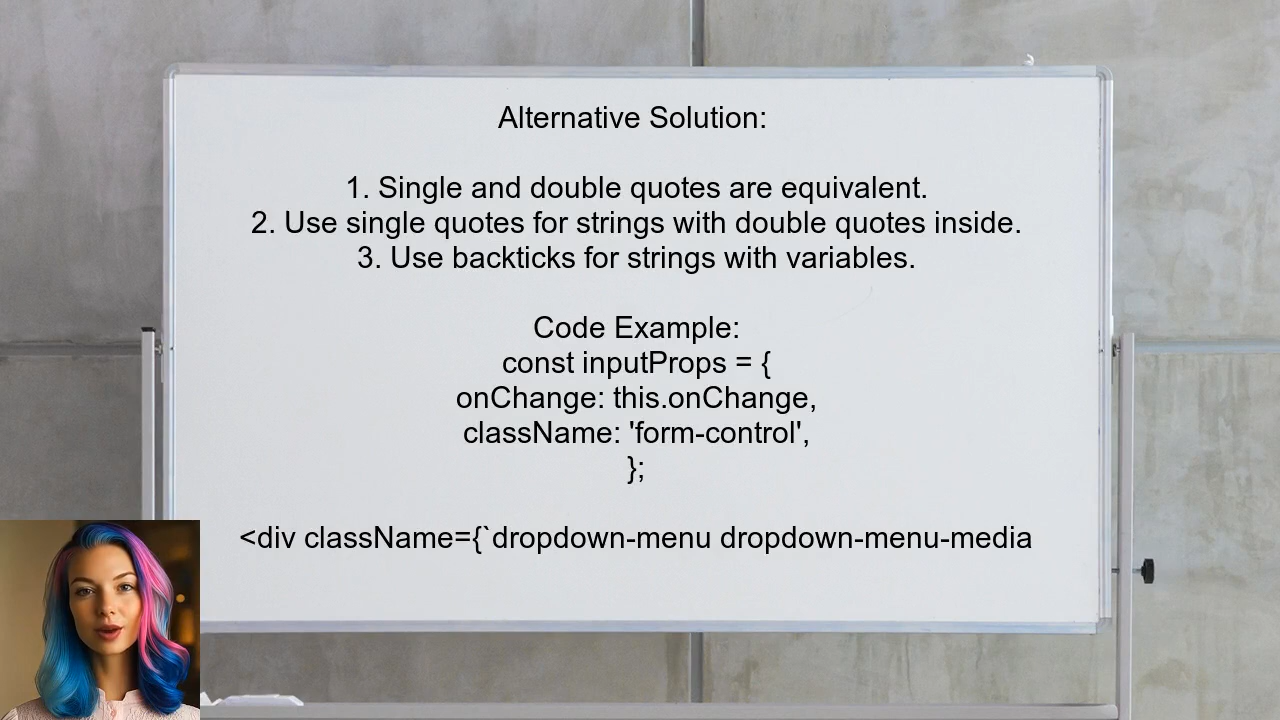 Alternative Solution:
1. Single and double quotes are equivalent.
2. Use single quotes for strings with double quotes inside.
3. Use backticks for strings with variables.
Code Example:
const inputProps = {
onChange: this.onChange,
className: 'form-control',
};
<div className={`dropdown-menu dropdown-menu-media